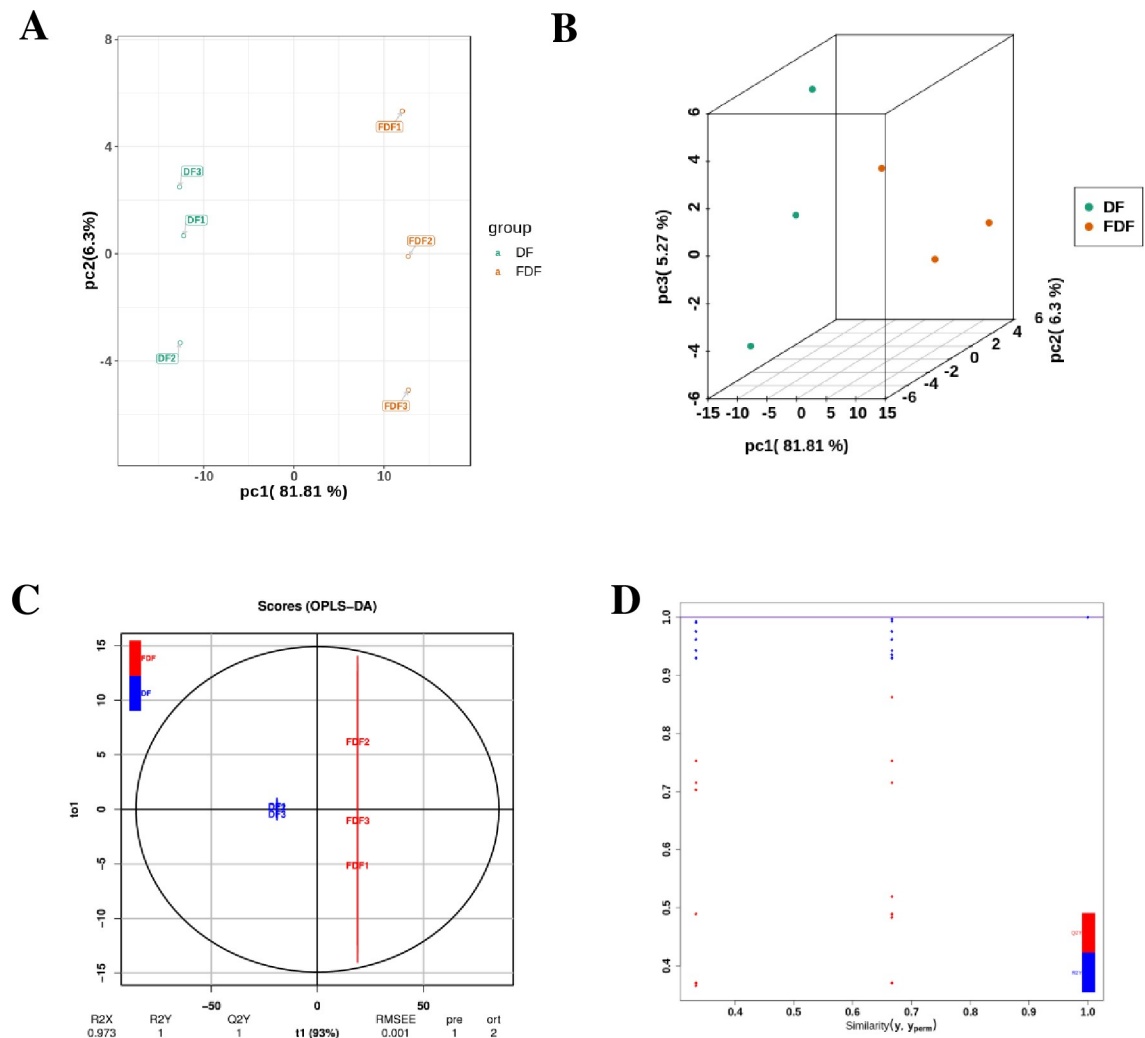 A
8
4
0
-4
pc2(6.3%)
DF3
DF1
DF2
FDF1
FDF2
FDF3
-10 0 10
pc1( 81.81 %)
group
a DF
a FDF
B
6
4
2
0
-2
-4
-6
pc3( 5.27 %)
-15 -10 -5 0 5 10 15
pc1( 81.81 %)
-6 -4 -2 0 2 4 6
pc2( 6.3 %)
DF
FDF
C
Scores (OPLS-DA)
FDF
DF
15
10
5
0
-5
-10
-15
to1
FDF2
FDF3
FDF1
DF3
-50 0 50
R2X R2Y Q2Y RMSEE pre ort
0.973 1 1 t1 (93%) 0.001 1 2
D
1.0
0.9
0.8
0.7
0.6
0.5
0.4
Q2Y
R2Y
0.4 0.5 0.6 0.7 0.8 0.9 1.0
Similarity(y, yperm)